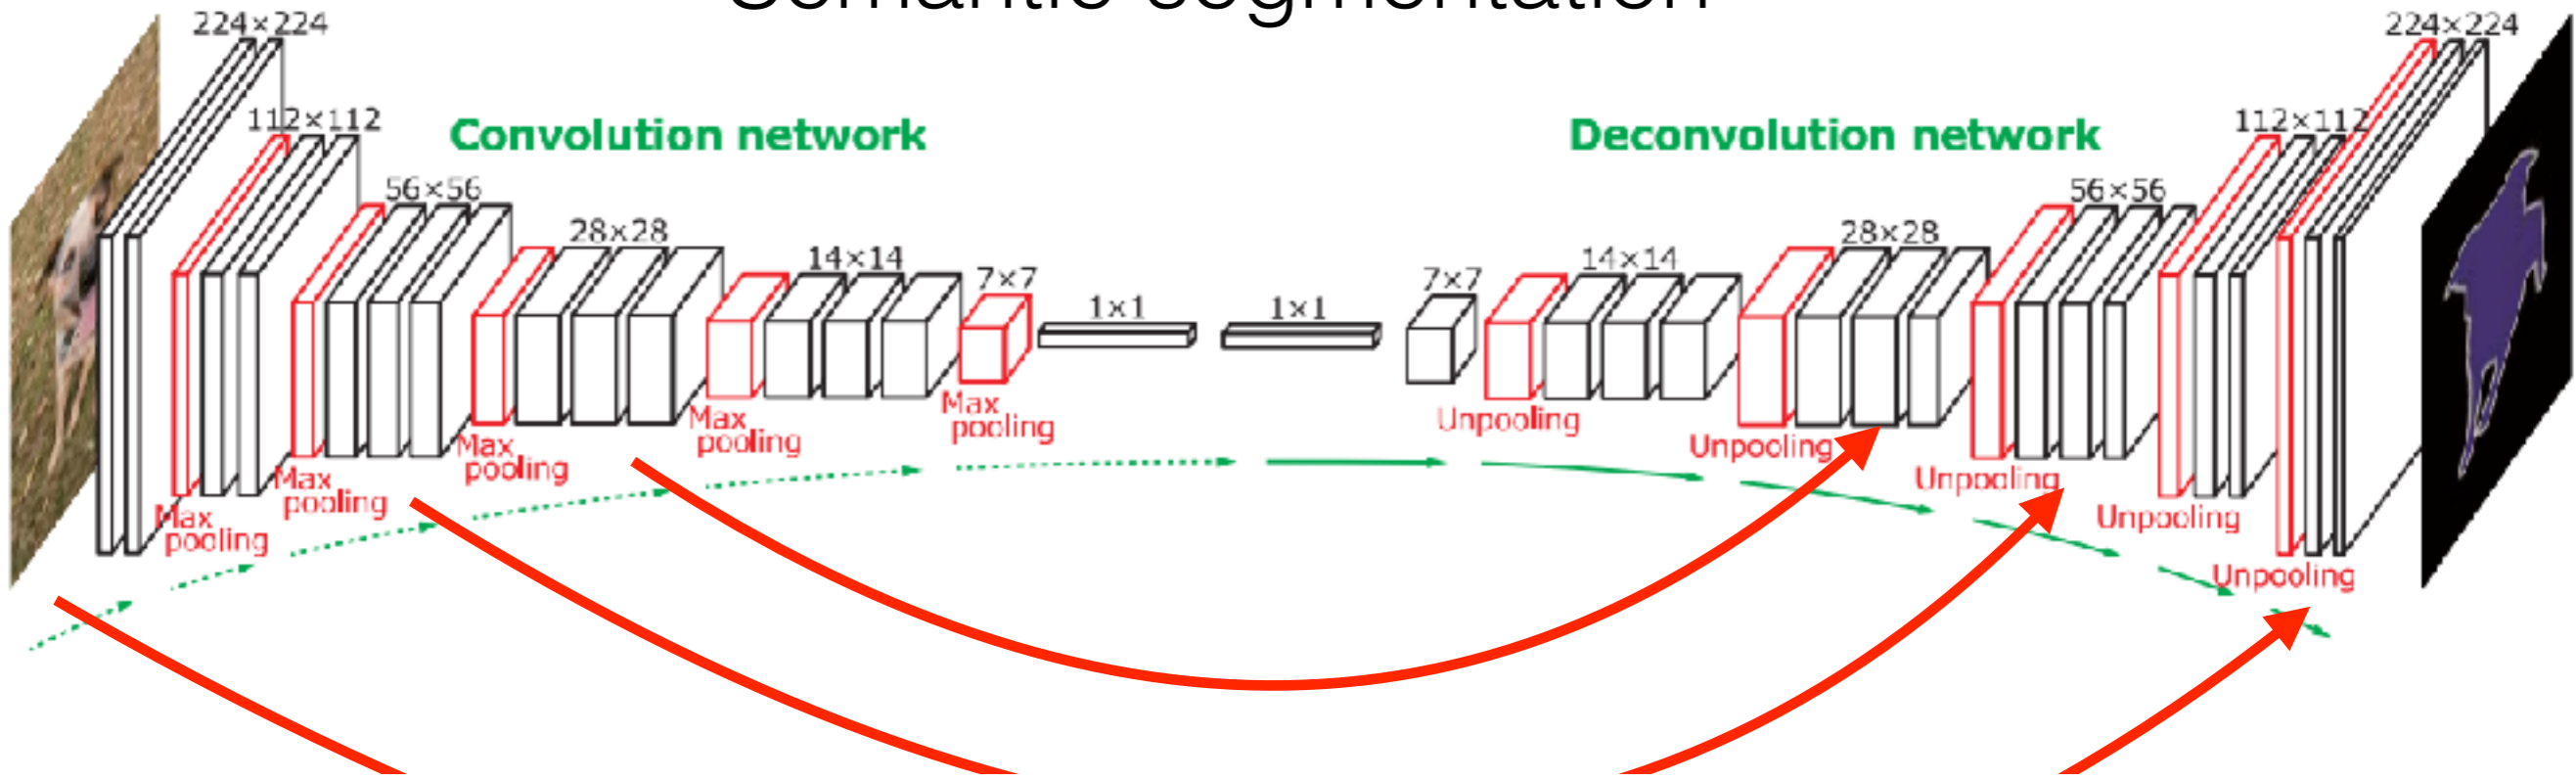 Semantic segmentation
224×224
224×224
112×112
112×112
Convolution network
Deconvolution network
56×56
56×56
28×28
28×28
14×14
14×14
7×7
7×7
1×1
1×1
Max
pooling
Max
pooling
Max
pooling
Max
pooling
Max
pooling
Unpooling
Unpooling
Unpooling
Unpooling
Unpooling